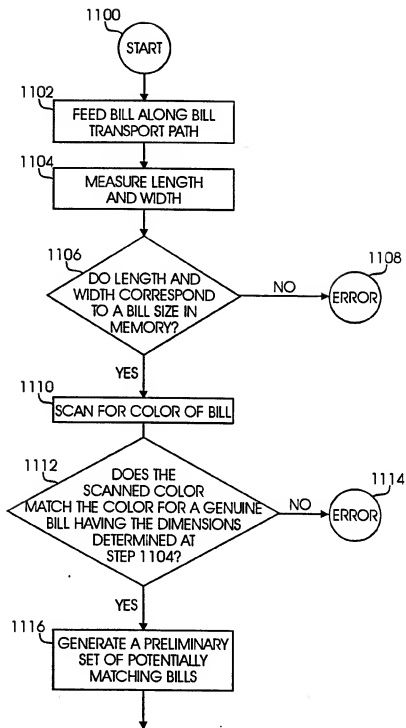 1100
START
1102
FEED BILL ALONG BILL
TRANSPORT PATH
1104
MEASURE LENGTH
AND WIDTH
1106
DO LENGTH AND
WIDTH CORRESPOND
TO A BILL SIZE IN
MEMORY?
NO
1108
ERROR
YES
1110
SCAN FOR COLOR OF BILL
1112
DOES THE
SCANNED COLOR
MATCH THE COLOR FOR A GENUINE
BILL HAVING THE DIMENSIONS
DETERMINED AT
STEP 1104?
NO
1114
ERROR
YES
1116
GENERATE A PRELIMINARY
SET OF POTENTIALLY
MATCHING BILLS